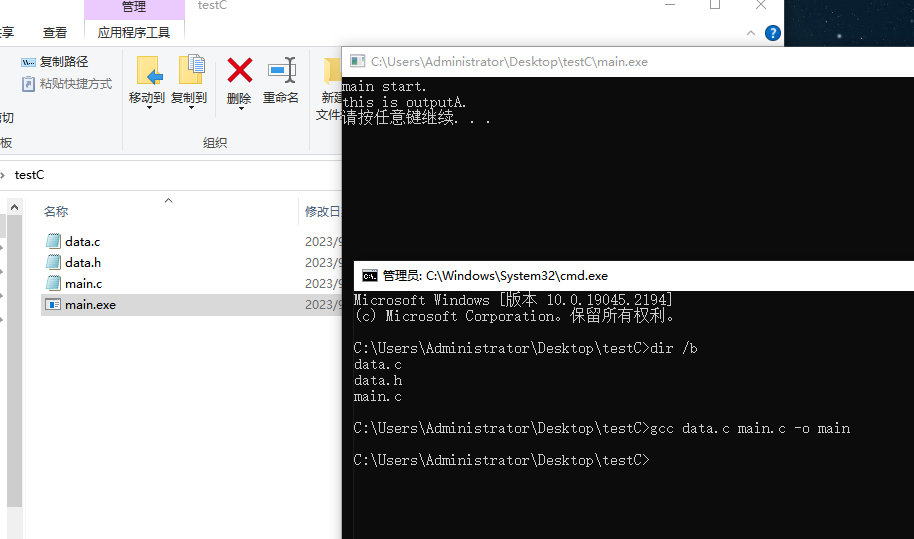 管理
testC
享
查看
应用程序工具
复制路径
粘贴快捷方式
剪切
板
移动到
复制到
删除
重命名
新建
文件
组织
testC
名称
修改日
data.c
2023/9
data.h
2023/9
main.c
2023/9
main.exe
2023/9
C:\Users\Administrator\Desktop\testC\main.exe
main start.
this is outputA.
请按任意键继续. . .
管理员: C:\Windows\System32\cmd.exe
Microsoft Windows [版本 10.0.19045.2194]
(c) Microsoft Corporation。保留所有权利。
C:\Users\Administrator\Desktop\testC>dir /b
data.c
data.h
main.c
C:\Users\Administrator\Desktop\testC>gcc data.c main.c -o main
C:\Users\Administrator\Desktop\testC>